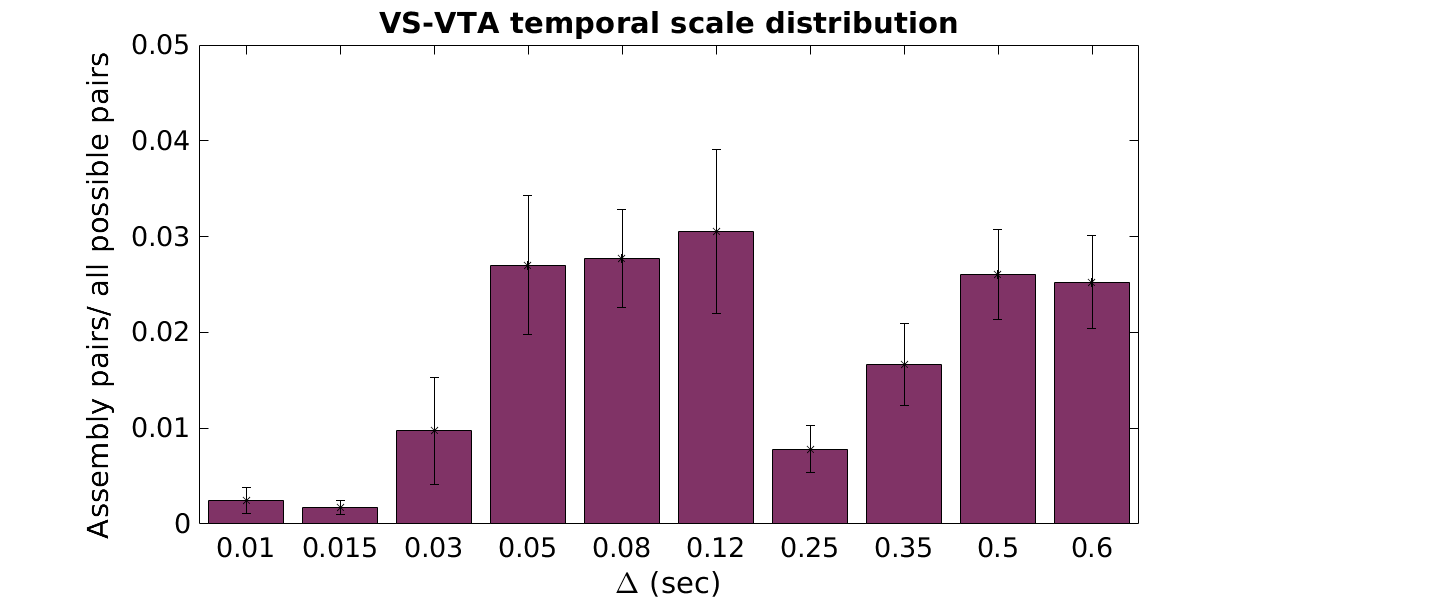 VS-VTA temporal scale distribution
Assembly pairs/ all possible pairs
0.05
0.04
0.03
0.02
0.01
0
0.01 0.015 0.03 0.05 0.08 0.12 0.25 0.35 0.5 0.6
Δ (sec)